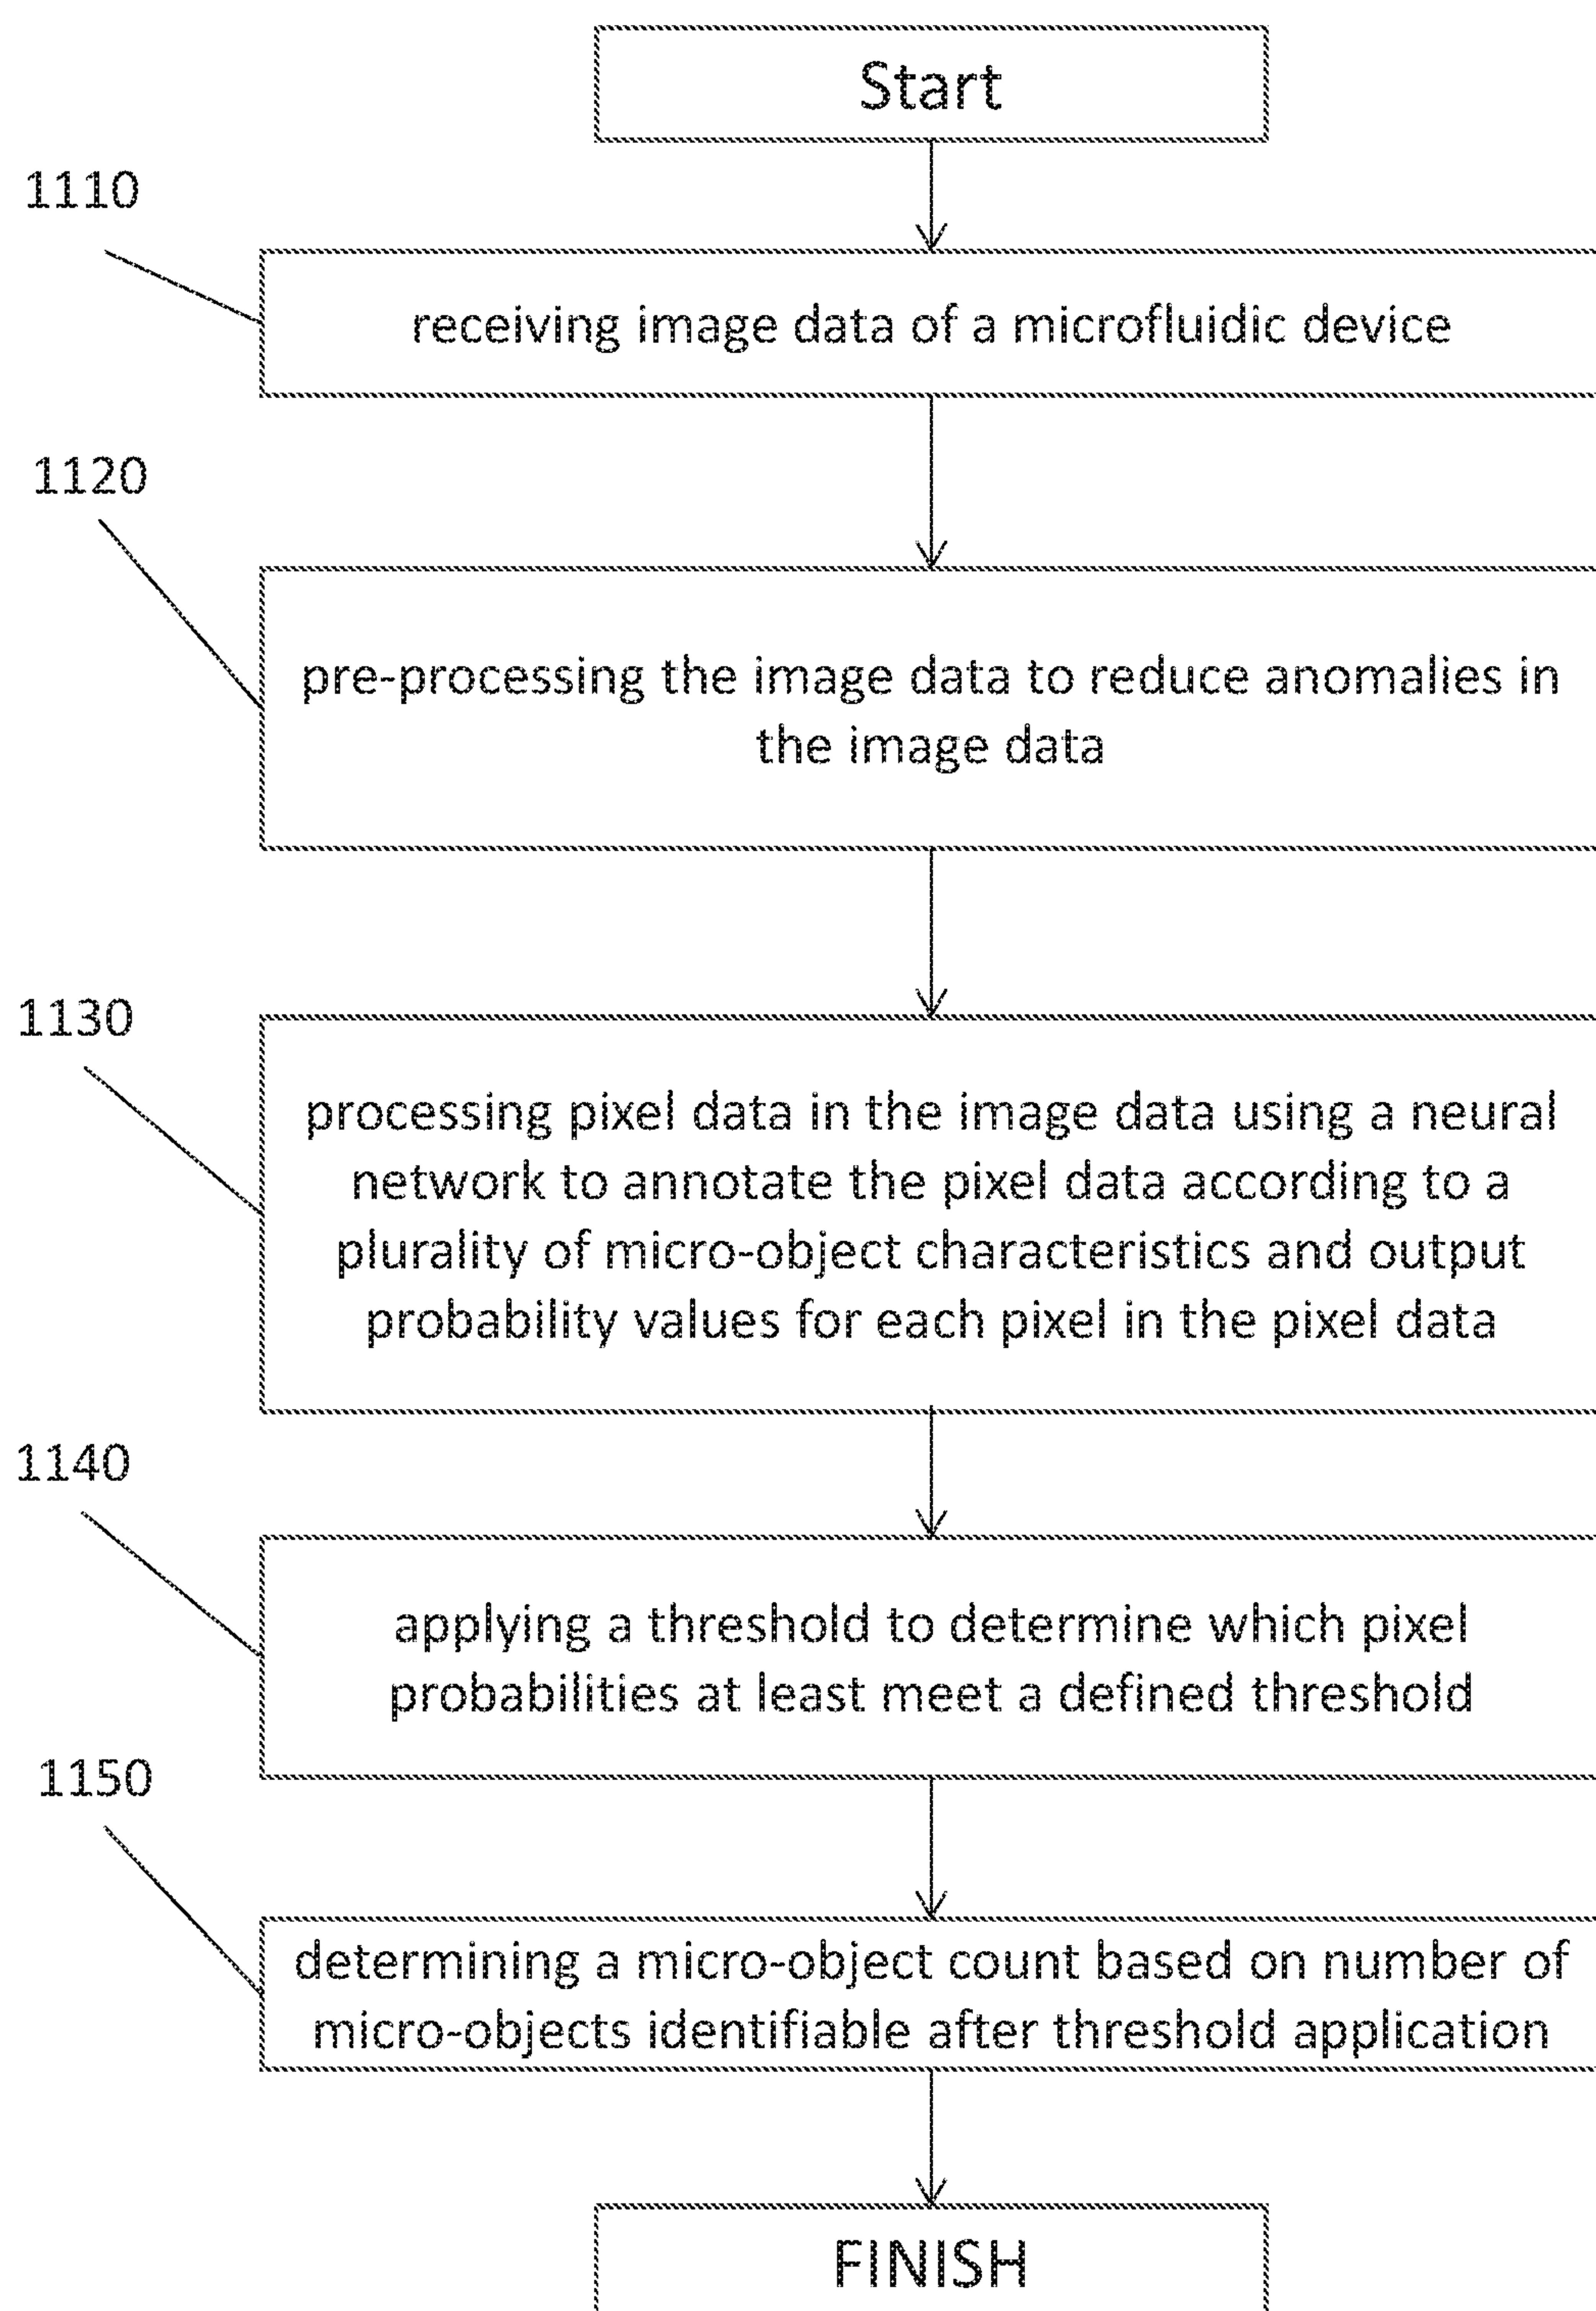 Start
1110
receiving image data of a microfluidic device
1120
pre-processing the image data to reduce anomalies in
the image data
1130
processing pixel data in the image data using a neural
network to annotate the pixel data according to a
plurality of micro-object characteristics and output
probability values for each pixel in the pixel data
1140
applying a threshold to determine which pixel
probabilities at least meet a defined threshold
1150
determining a micro-object count based on number of
micro-objects identifiable after threshold application
FINISH